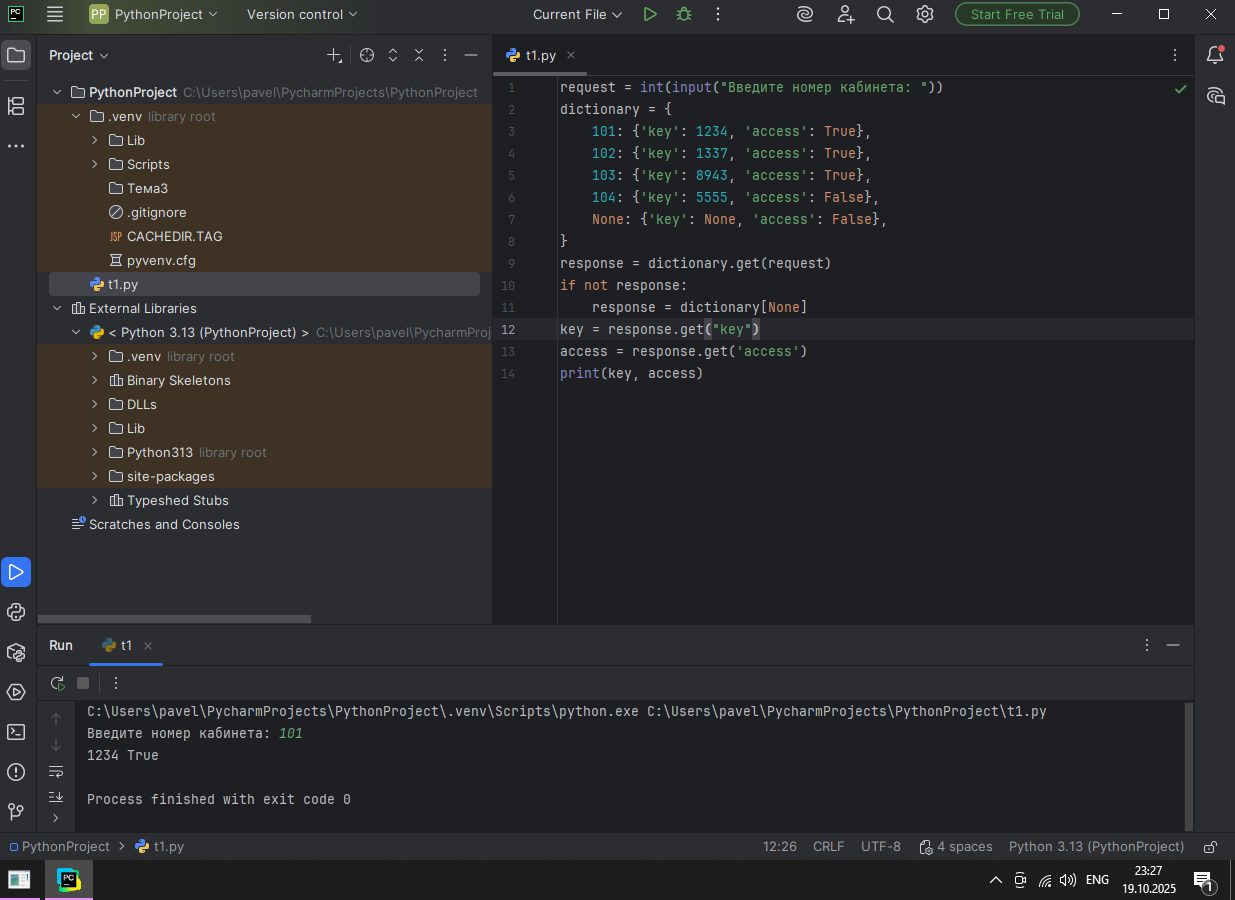 PC PP PythonProject Version control Current File Start Free Trial
Project
t1.py
PythonProject C:\Users\pavel\PycharmProjects\PythonProject
.venv library root
Lib
Scripts
Тема3
.gitignore
JSP CACHEDIR.TAG
pyvenv.cfg
t1.py
External Libraries
< Python 3.13 (PythonProject) > C:\Users\pavel\PycharmProj
.venv library root
Binary Skeletons
DLLs
Lib
Python313 library root
site-packages
Typeshed Stubs
Scratches and Consoles
1 request = int(input("Введите номер кабинета: "))
2 dictionary = {
3     101: {'key': 1234, 'access': True},
4     102: {'key': 1337, 'access': True},
5     103: {'key': 8943, 'access': True},
6     104: {'key': 5555, 'access': False},
7     None: {'key': None, 'access': False},
8 }
9 response = dictionary.get(request)
10 if not response:
11     response = dictionary[None]
12 key = response.get("key")
13 access = response.get('access')
14 print(key, access)
Run t1
C:\Users\pavel\PycharmProjects\PythonProject\.venv\Scripts\python.exe C:\Users\pavel\PycharmProjects\PythonProject\t1.py
Введите номер кабинета: 101
1234 True
Process finished with exit code 0
PythonProject > t1.py 12:26 CRLF UTF-8 4 spaces Python 3.13 (PythonProject)
PC ENG 23:27
19.10.2025
1